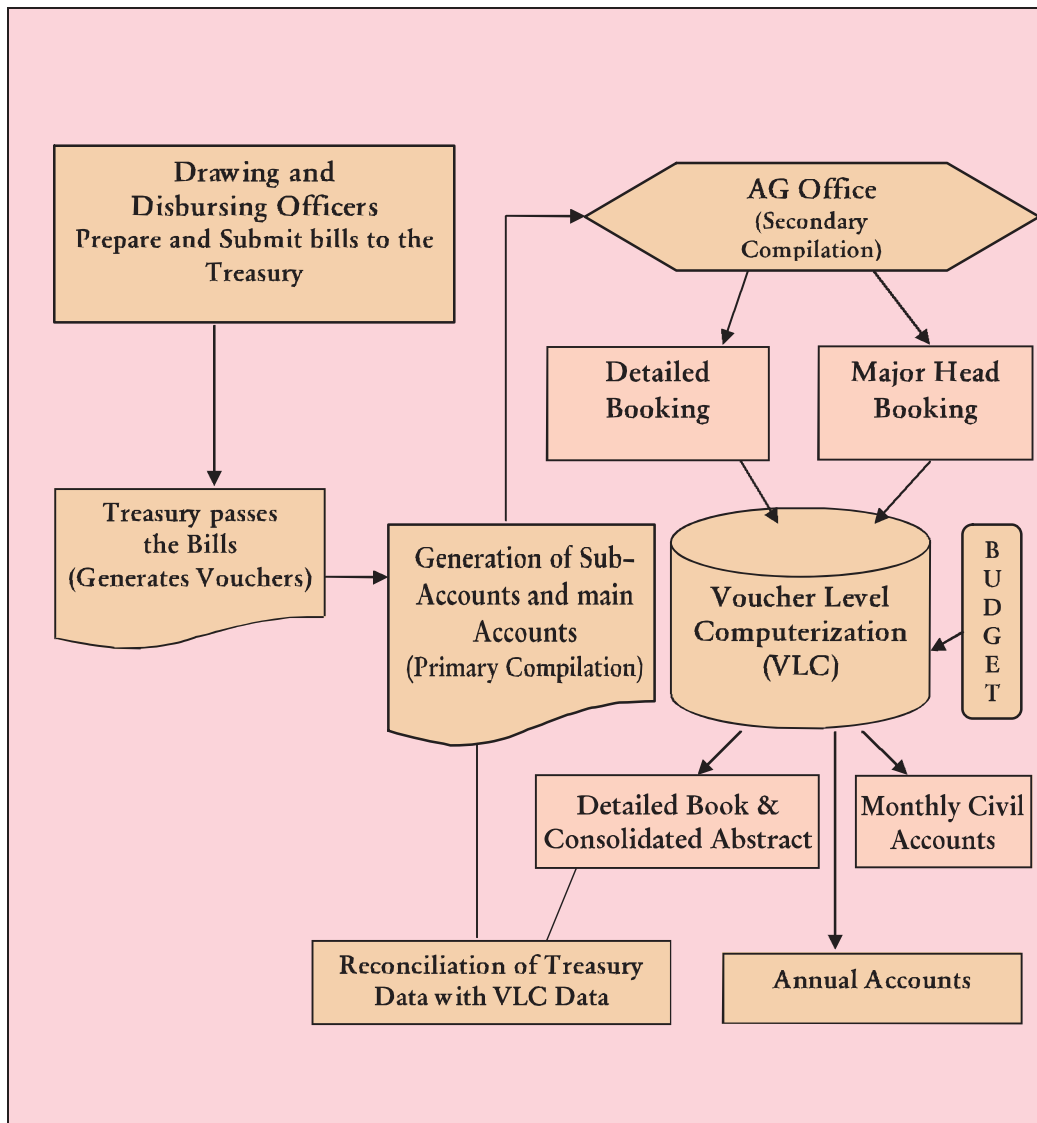 Drawing and
Disbursing Officers
Prepare and Submit bills to the
Treasury
AG Office
(Secondary
Compilation)
Detailed
Booking
Major Head
Booking
Treasury passes
the Bills
(Generates Vouchers)
Generation of Sub-
Accounts and main
Accounts
(Primary Compilation)
Voucher Level
Computerization
(VLC)
B
U
D
G
E
T
Detailed Book &
Consolidated Abstract
Monthly Civil
Accounts
Reconciliation of Treasury
Data with VLC Data
Annual Accounts